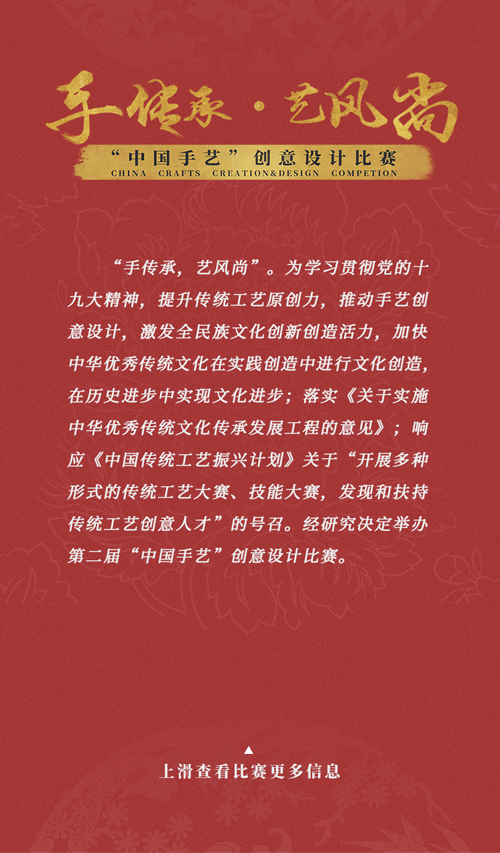 手传承·艺风尚
“中国手艺”创意设计比赛
CHINA CRAFTS CREATION&DESIGN COMPETION
“手传承，艺风尚”。为学习贯彻党的十
九大精神，提升传统工艺原创力，推动手艺创
意设计，激发全民族文化创新创造活力，加快
中华优秀传统文化在实践创造中进行文化创造，
在历史进步中实现文化进步；落实《关于实施
中华优秀传统文化传承发展工程的意见》；响
应《中国传统工艺振兴计划》关于“开展多种
形式的传统工艺大赛、技能大赛，发现和扶持
传统工艺创意人才”的号召。经研究决定举办
第二届“中国手艺”创意设计比赛。
上滑查看比赛更多信息